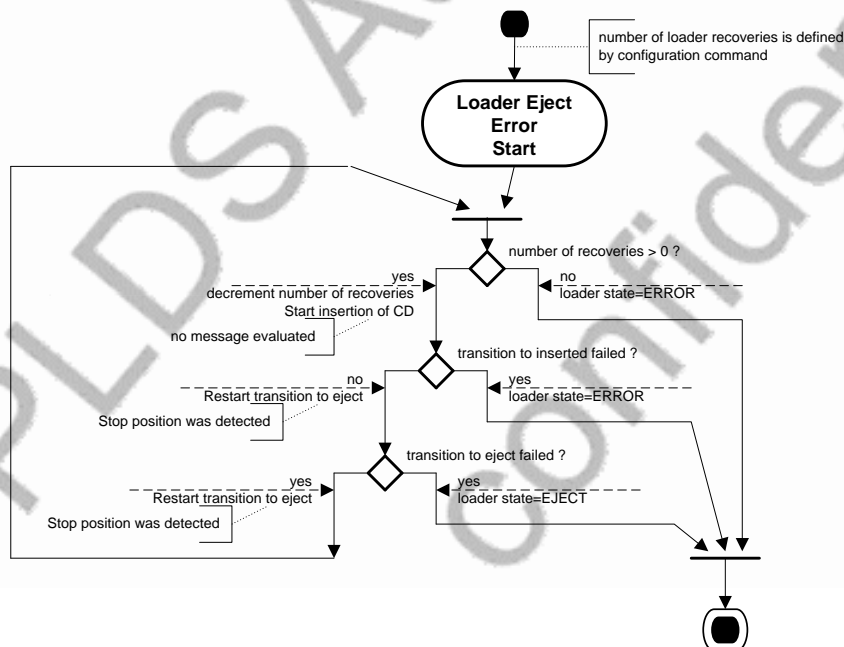 number of loader recoveries is defined
by configuration command
Loader Eject
Error
Start
number of recoveries > 0 ?
yes
decrement number of recoveries
Start insertion of CD
no message evaluated
no
loader state=ERROR
transition to inserted failed ?
no
Restart transition to eject
Stop position was detected
yes
loader state=ERROR
transition to eject failed ?
yes
Restart transition to eject
Stop position was detected
yes
loader state=EJECT
PLDS